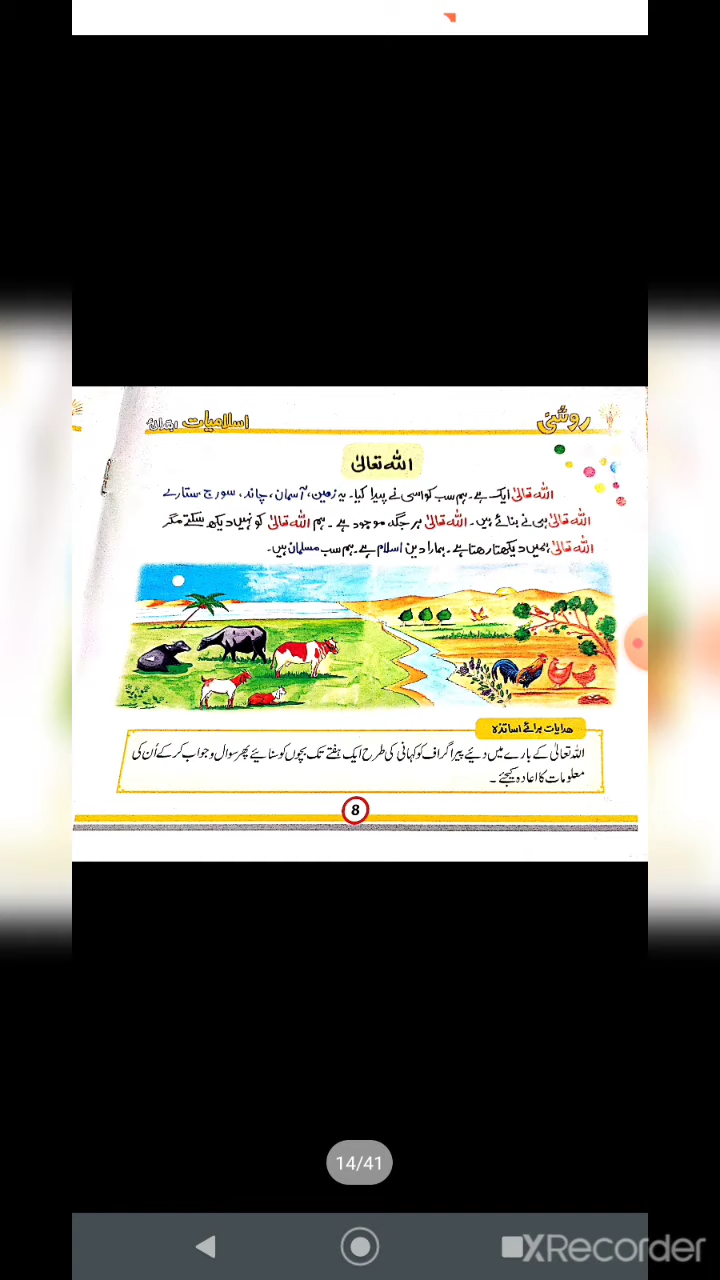 روشنی
اسلامیات
اللہ تعالیٰ
اللہ تعالیٰ ایک ہے۔ ہم سب کو اسی نے پیدا کیا۔ یہ زمین، آسمان، چاند، سورج، ستارے
اللہ تعالیٰ ہی نے بنائے ہیں۔ اللہ تعالیٰ ہر جگہ موجود ہے۔ ہم اللہ تعالیٰ کو نہیں دیکھ سکتے مگر
اللہ تعالیٰ ہمیں دیکھتا رہتا ہے۔ ہمارا دین اسلام ہے۔ ہم سب مسلمان ہیں۔
ہدایات برائے اساتذہ
اللہ تعالیٰ کے بارے میں دیئے پیراگراف کو کہانی کی طرح ایک ہفتے تک بچوں کو سنائیے پھر سوال و جواب کر کے اُن کی
معلومات کا اعادہ کیجئے۔
8
14/41
XRecorder